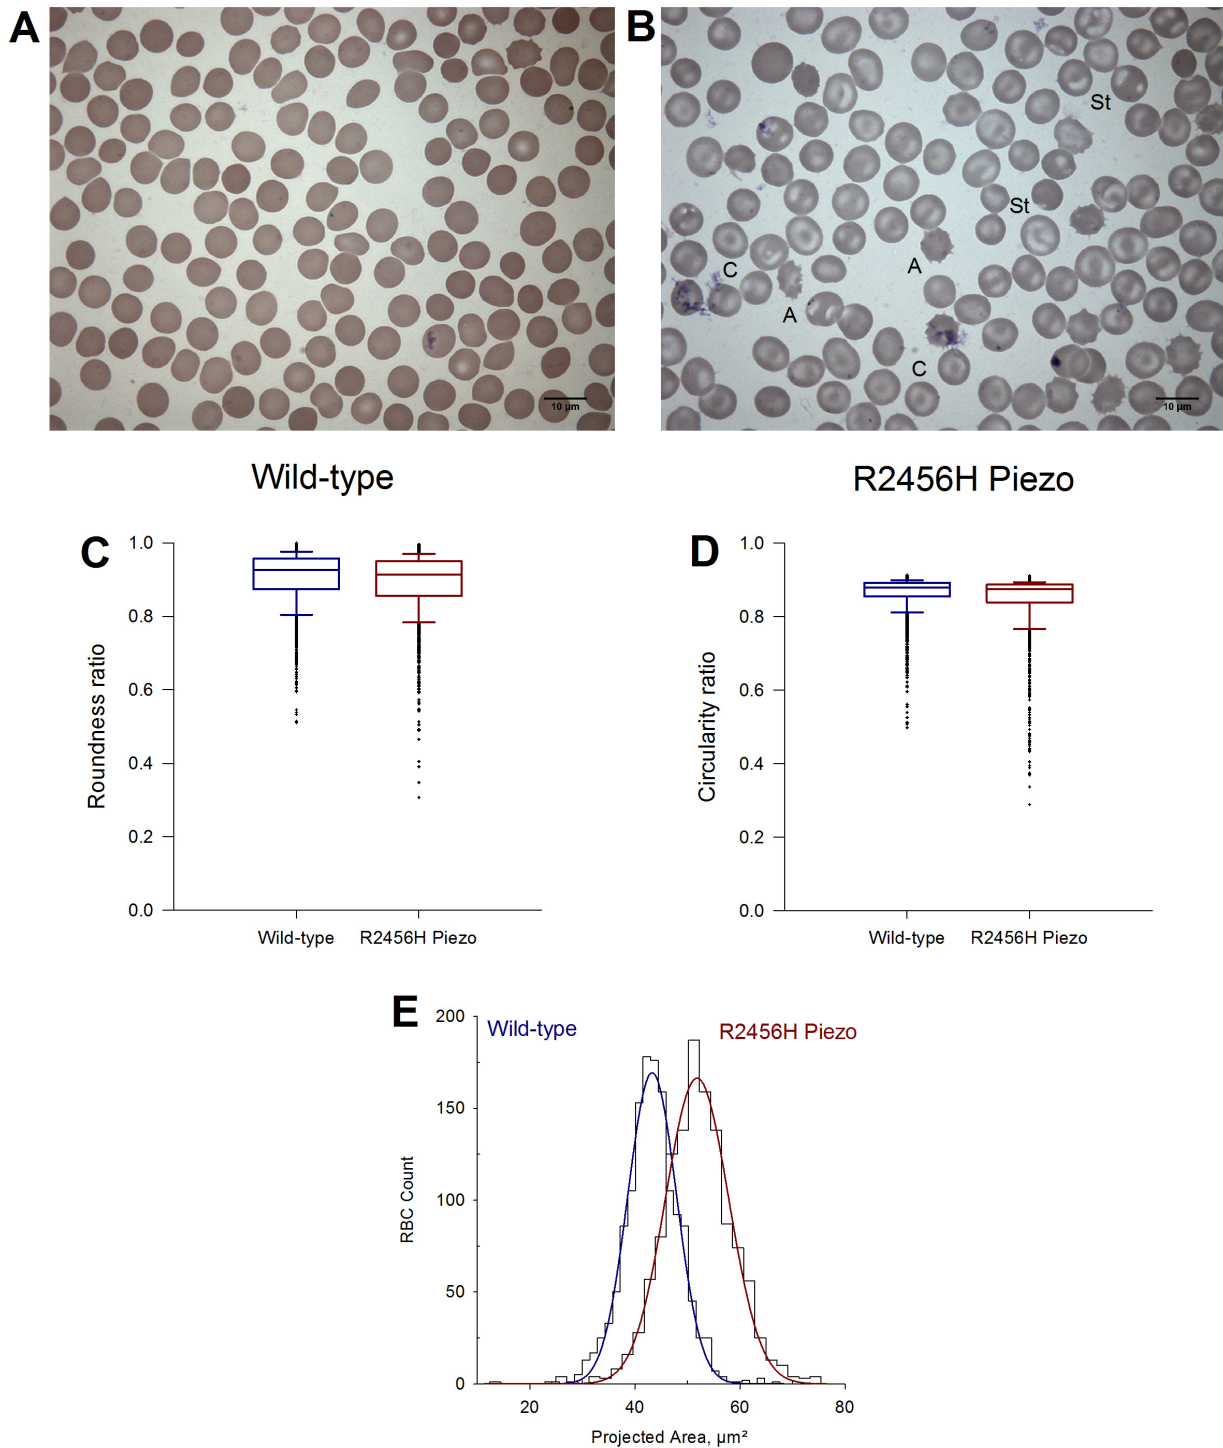 A
B
St
St
C
A
A
C
10 µm
10 µm
Wild-type
R2456H Piezo
C
1.0
0.8
0.6
0.4
0.2
0.0
Roundness ratio
Wild-type
R2456H Piezo
D
1.0
0.8
0.6
0.4
0.2
0.0
Circularity ratio
Wild-type
R2456H Piezo
E
200
150
100
50
0
RBC Count
Wild-type
R2456H Piezo
20
40
60
80
Projected Area, µm²